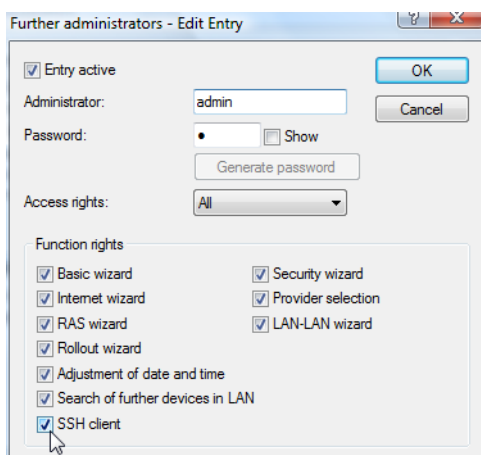 Further administrators - Edit Entry
Entry active
OK
Administrator: admin
Cancel
Password: • Show
Generate password
Access rights: All
Function rights
Basic wizard Security wizard
Internet wizard Provider selection
RAS wizard LAN-LAN wizard
Rollout wizard
Adjustment of date and time
Search of further devices in LAN
SSH client